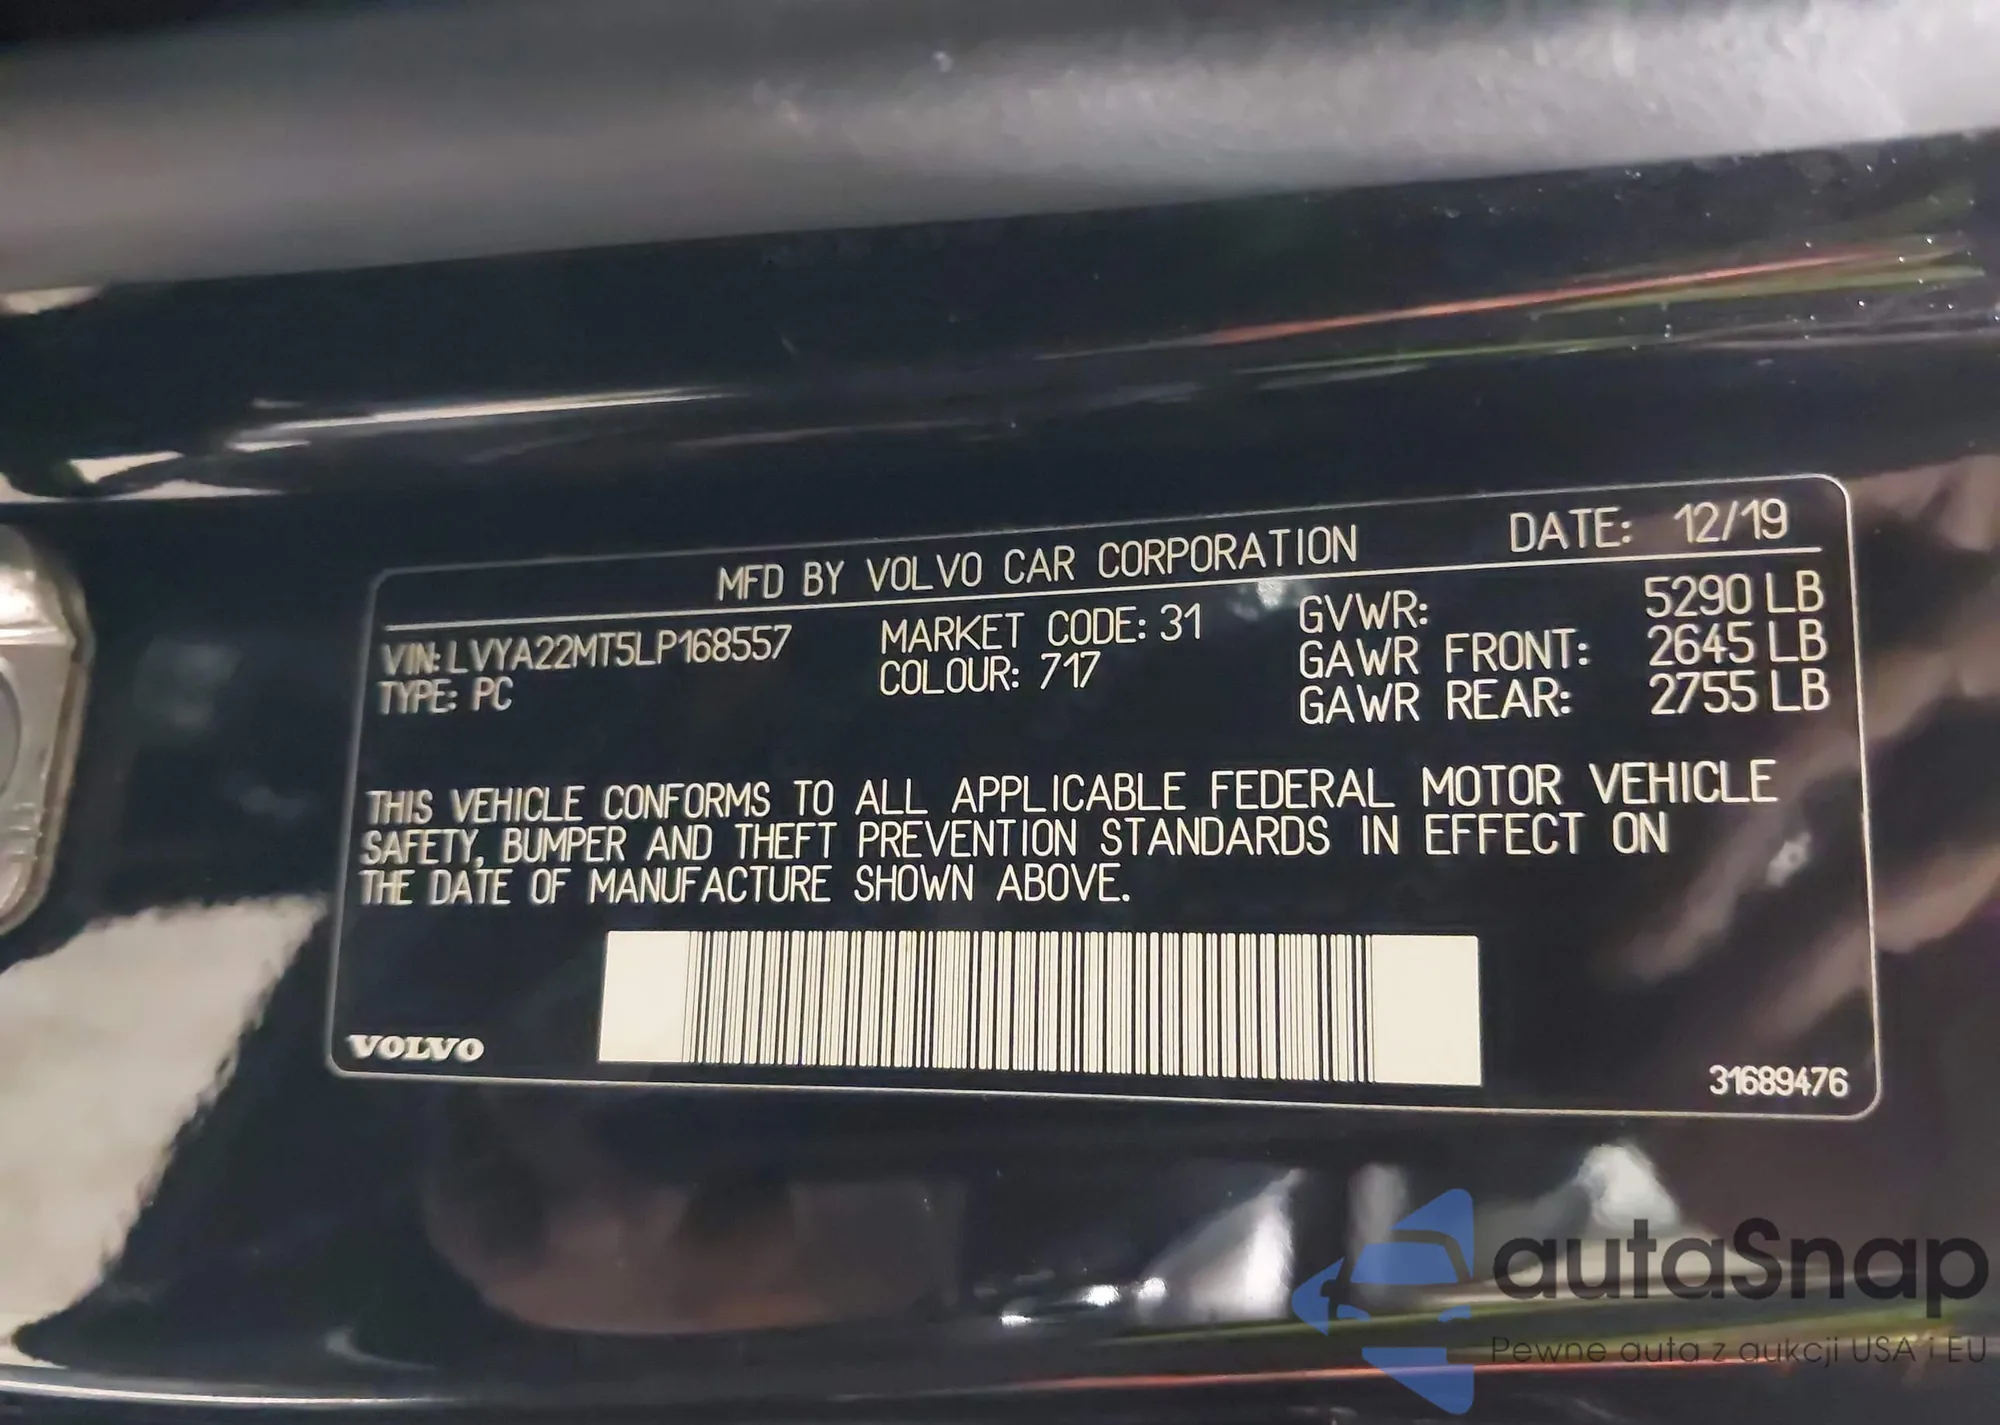 MFD BY VOLVO CAR CORPORATION DATE: 12/19
VIN: LVYA22MT5LP168557 MARKET CODE: 31 GVWR: 5290 LB
TYPE: PC COLOUR: 717 GAWR FRONT: 2645 LB
GAWR REAR: 2755 LB
THIS VEHICLE CONFORMS TO ALL APPLICABLE FEDERAL MOTOR VEHICLE
SAFETY, BUMPER AND THEFT PREVENTION STANDARDS IN EFFECT ON
THE DATE OF MANUFACTURE SHOWN ABOVE.
VOLVO
31689476
autaSnap
Pewne auta z aukcji USA i EU